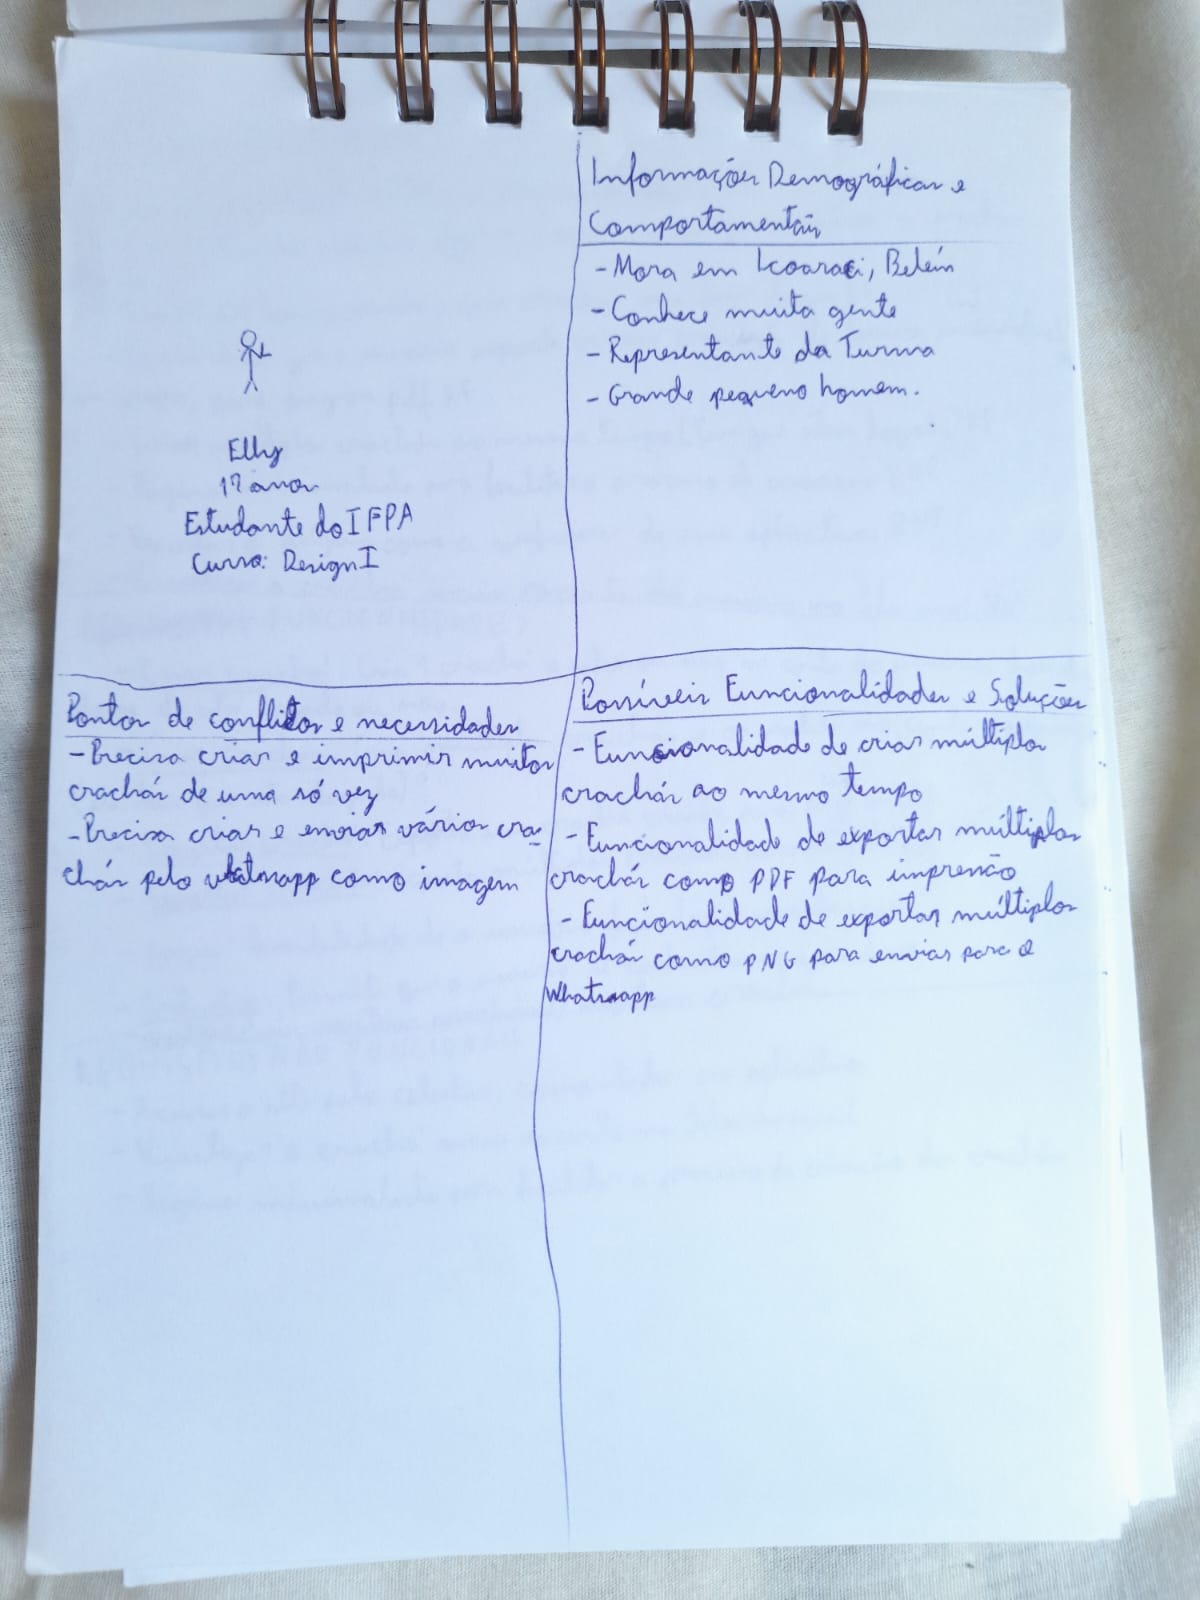 Elly
17 anos
Estudante do IFPA
Curso: Design I
Informações Demográficas e
Comportamentais
- Mora em Icoaraci, Belém
- Conhece muita gente
- Representante da Turma
- Grande pequeno homem.
Pontos de conflitos e necessidades
- Precisa criar e imprimir muitos
crachás de uma só vez
- Precisa criar e enviar vários cra-
chás pelo whatsapp como imagem
Possíveis Funcionalidades e Soluções
- Funcionalidade de criar múltiplos
crachás ao mesmo tempo
- Funcionalidade de exportar múltiplos
crachás como PDF para impressão
- Funcionalidade de exportar múltiplos
crachás como PNG para enviar para o
Whatsapp